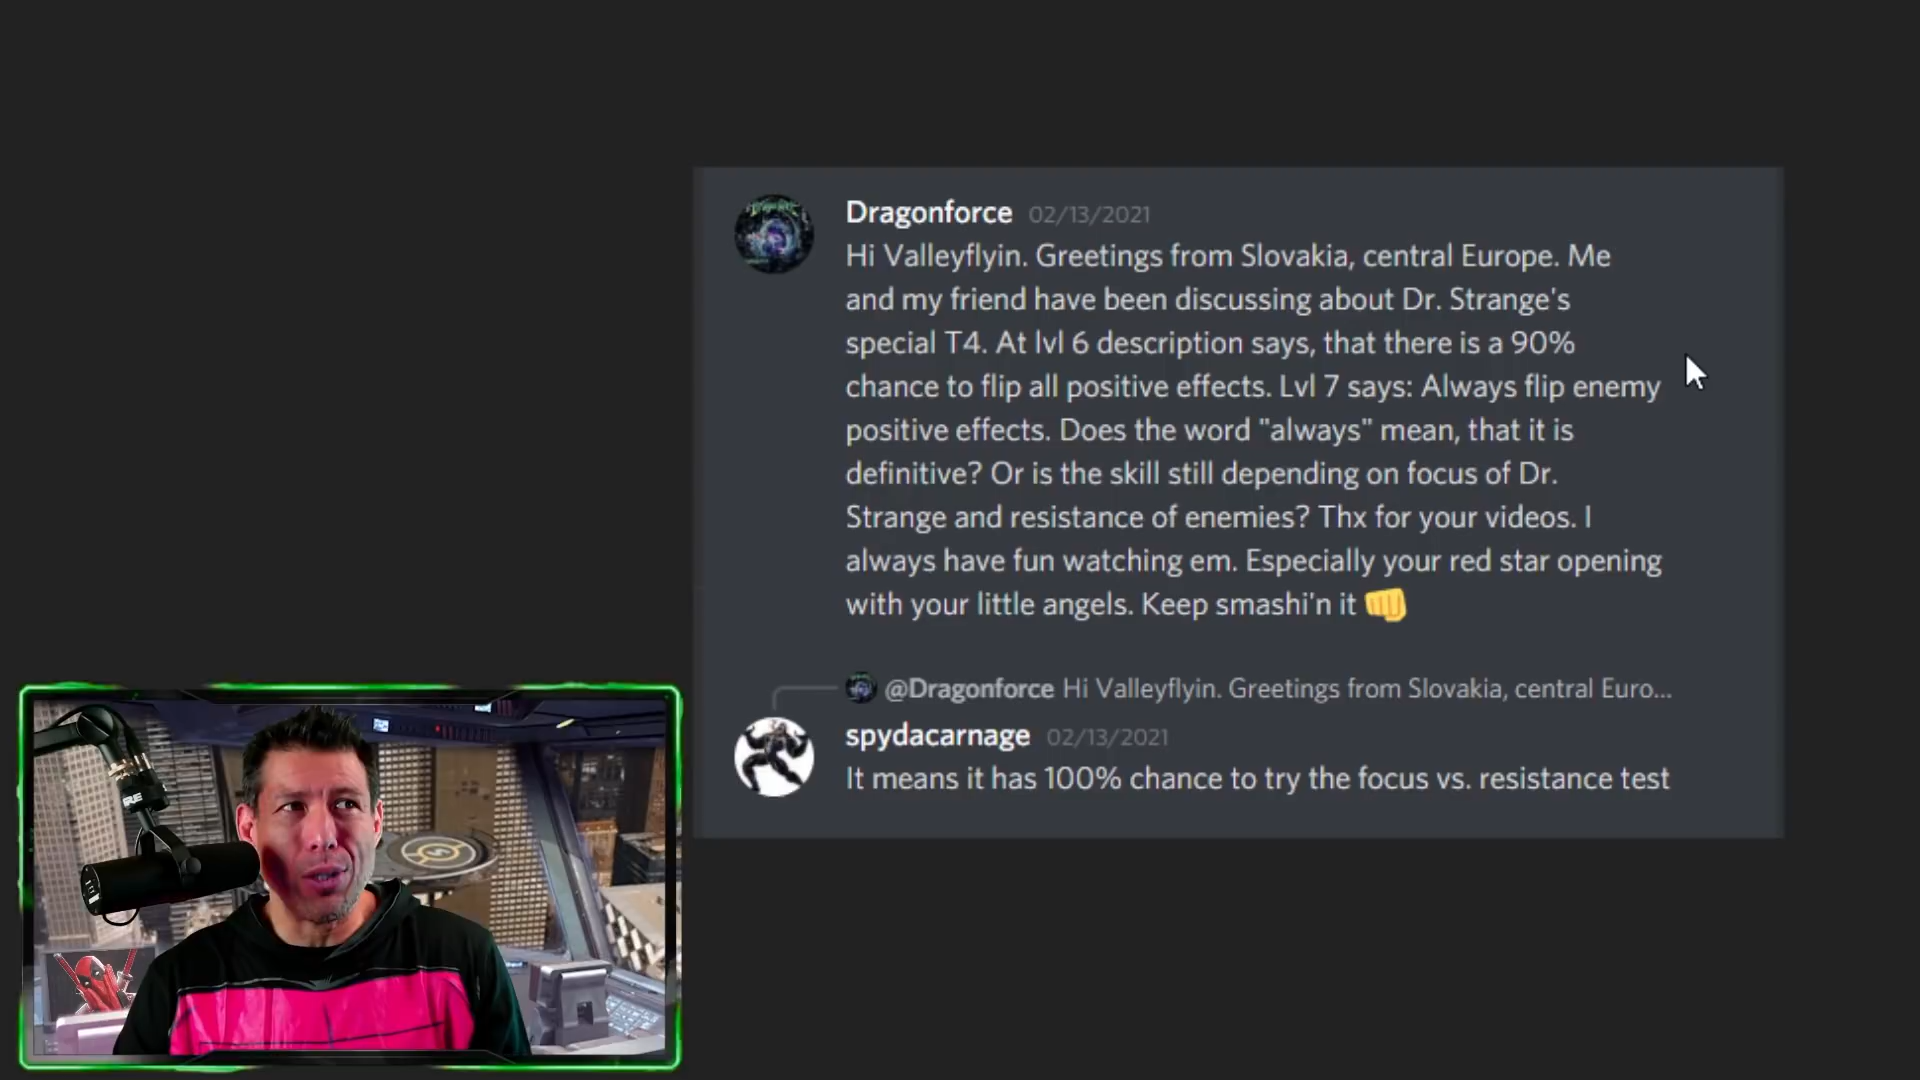 Dragonforce 02/13/2021
Hi Valleyflyin. Greetings from Slovakia, central Europe. Me
and my friend have been discussing about Dr. Strange's
special T4. At lvl 6 description says, that there is a 90%
chance to flip all positive effects. Lvl 7 says: Always flip enemy
positive effects. Does the word "always" mean, that it is
definitive? Or is the skill still depending on focus of Dr.
Strange and resistance of enemies? Thx for your videos. I
always have fun watching em. Especially your red star opening
with your little angels. Keep smashi'n it 👊
@Dragonforce Hi Valleyflyin. Greetings from Slovakia, central Euro...
spydacarnage 02/13/2021
It means it has 100% chance to try the focus vs. resistance test